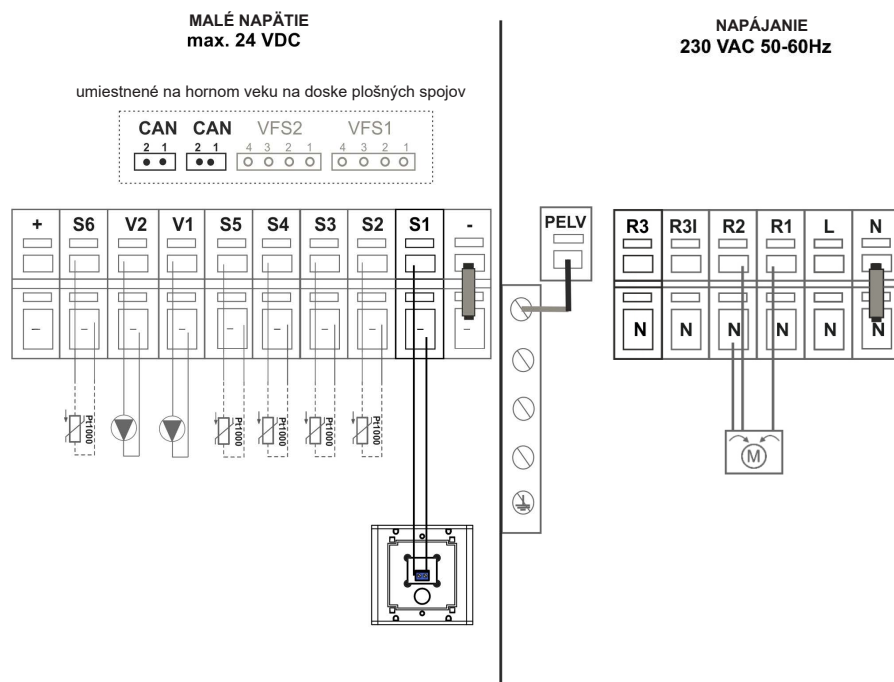 MALÉ NAPÄTIE
max. 24 VDC
NAPÁJANIE
230 VAC 50-60Hz
umiestnené na hornom veku na doske plošných spojov
CAN CAN VFS2 VFS1
2 1 2 1 4 3 2 1 4 3 2 1
+ S6 V2 V1 S5 S4 S3 S2 S1 -
PELV
R3 R3I R2 R1 L N
- - - - - - - - - -
N N N N N N
Pt1000 Pt1000 Pt1000 Pt1000 Pt1000
M